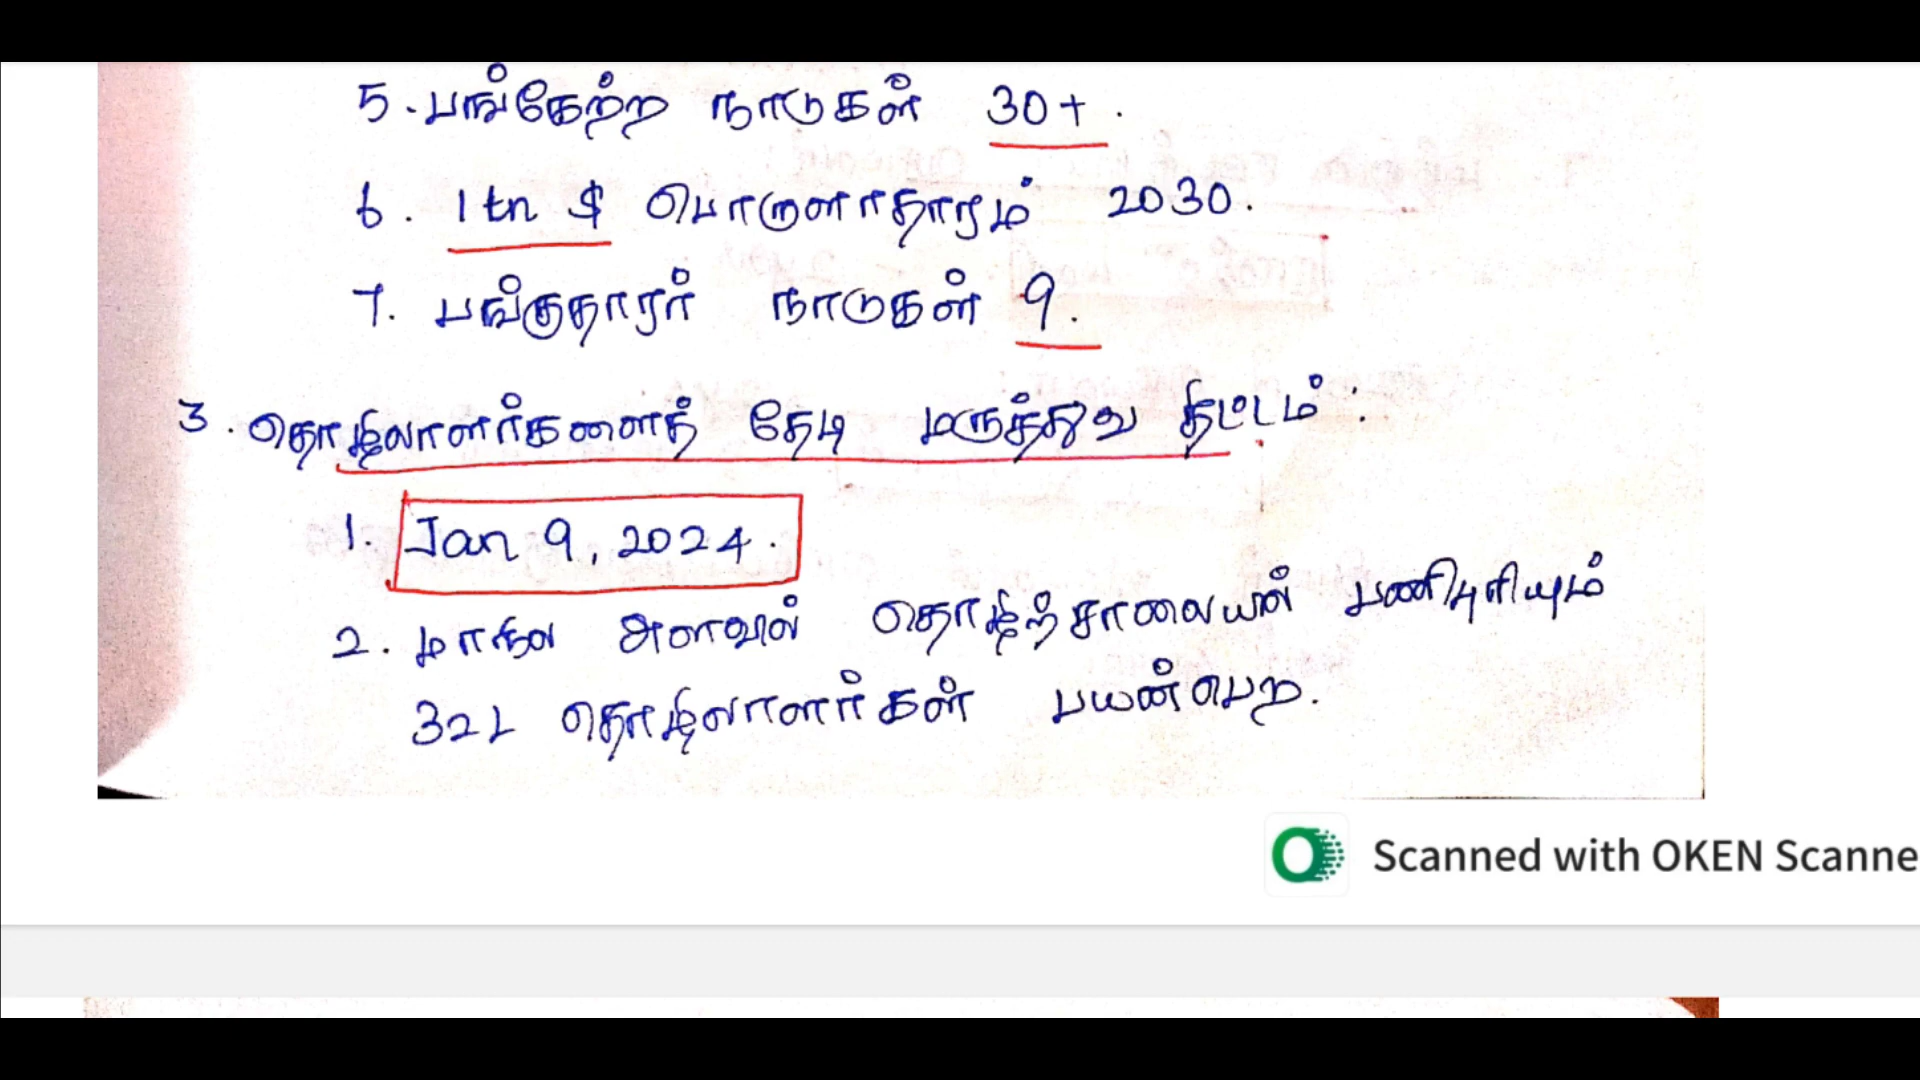 5. பங்கேற்ற நாடுகள் 30+.
6. 1 tn $ பொருளாதாரம் 2030.
7. பங்குதாரர் நாடுகள் 9.
3. தொழிலாளர்களைத் தேடி மருத்துவ திட்டம் :
1. Jan 9, 2024.
2. மாநில அளவில் தொழிற்சாலையில் பணிபுரியும்
32L தொழிலாளர்கள் பயன்பெற.
Scanned with OKEN Scanne